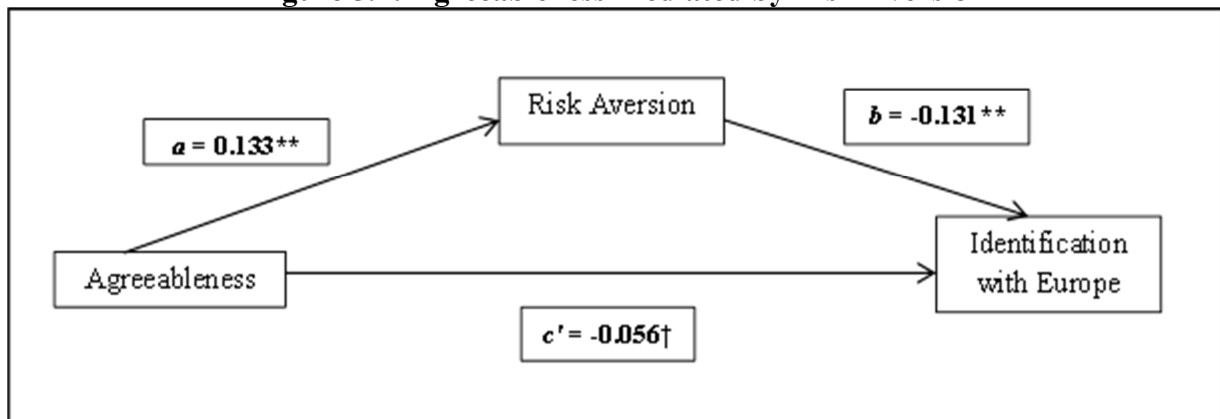 Risk Aversion
b = -0.131**
a = 0.133**
Identification
with Europe
Agreeableness
c' = -0.056†